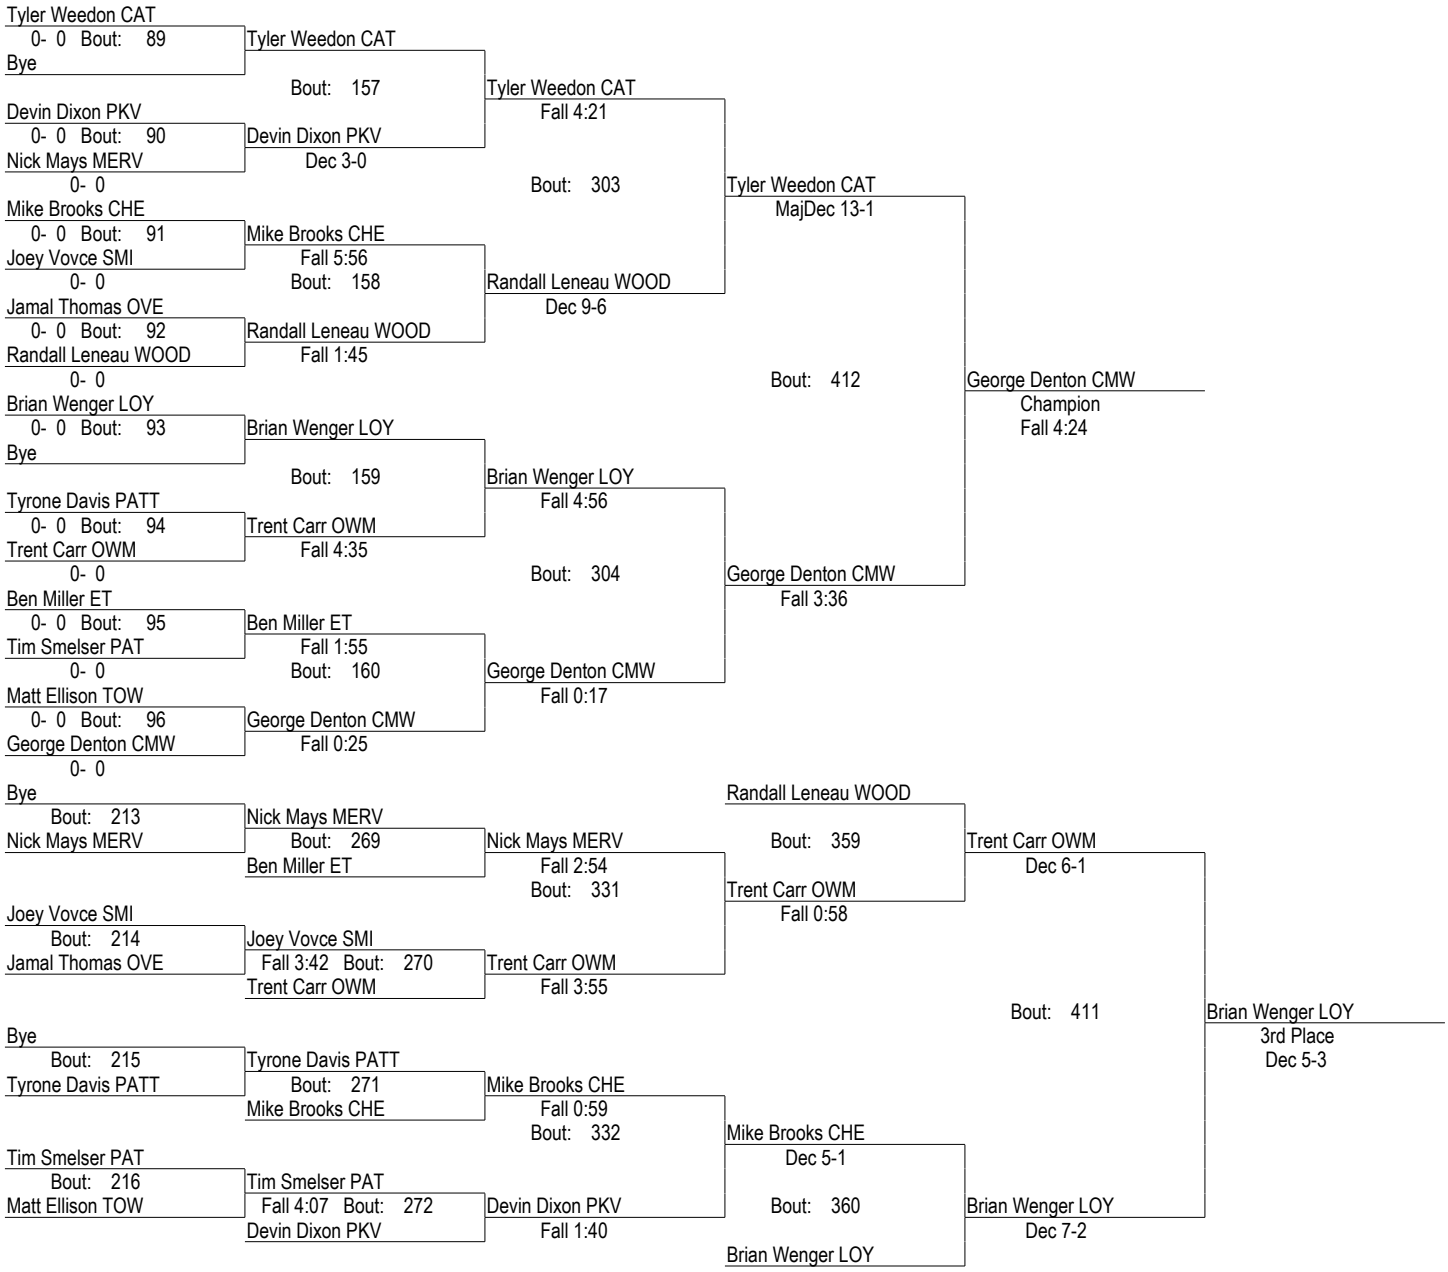 Tyler Weedon CAT
0- 0 Bout: 89 Tyler Weedon CAT
Bye
Bout: 157 Tyler Weedon CAT
Devin Dixon PKV Fall 4:21
0- 0 Bout: 90 Devin Dixon PKV
Nick Mays MERV Dec 3-0
0- 0 Bout: 303 Tyler Weedon CAT
Mike Brooks CHE MajDec 13-1
0- 0 Bout: 91 Mike Brooks CHE
Joey Vovce SMI Fall 5:56
0- 0 Bout: 158 Randall Leneau WOOD
Jamal Thomas OVE Dec 9-6
0- 0 Bout: 92 Randall Leneau WOOD
Randall Leneau WOOD Fall 1:45
0- 0 Bout: 412 George Denton CMW
Brian Wenger LOY Champion
0- 0 Bout: 93 Brian Wenger LOY Fall 4:24
Bye
Bout: 159 Brian Wenger LOY
Tyrone Davis PATT Fall 4:56
0- 0 Bout: 94 Trent Carr OWM
Trent Carr OWM Fall 4:35
0- 0 Bout: 304 George Denton CMW
Ben Miller ET Fall 3:36
0- 0 Bout: 95 Ben Miller ET
Tim Smelser PAT Fall 1:55
0- 0 Bout: 160 George Denton CMW
Matt Ellison TOW Fall 0:17
0- 0 Bout: 96 George Denton CMW
George Denton CMW Fall 0:25
0- 0
Bye Randall Leneau WOOD
Bout: 213 Nick Mays MERV
Nick Mays MERV Bout: 269 Nick Mays MERV Bout: 359 Trent Carr OWM
Ben Miller ET Fall 2:54 Dec 6-1
Bout: 331 Trent Carr OWM
Joey Vovce SMI Fall 0:58
Bout: 214 Joey Vovce SMI
Jamal Thomas OVE Fall 3:42 Bout: 270 Trent Carr OWM
Trent Carr OWM Fall 3:55
Bout: 411 Brian Wenger LOY
Bye 3rd Place
Bout: 215 Tyrone Davis PATT Dec 5-3
Tyrone Davis PATT Bout: 271 Mike Brooks CHE
Mike Brooks CHE Fall 0:59
Bout: 332 Mike Brooks CHE
Tim Smelser PAT Dec 5-1
Bout: 216 Tim Smelser PAT
Matt Ellison TOW Fall 4:07 Bout: 272 Devin Dixon PKV Bout: 360 Brian Wenger LOY
Devin Dixon PKV Fall 1:40 Dec 7-2
Brian Wenger LOY